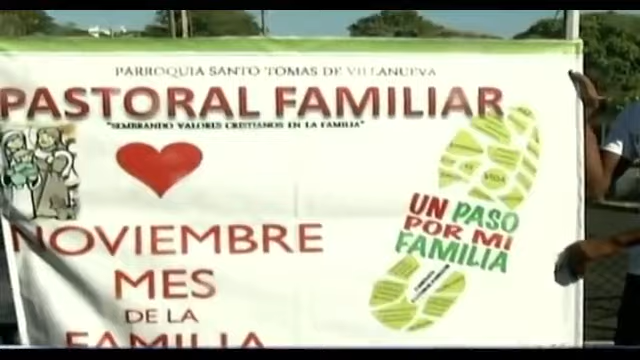 PARROQUIA SANTO TOMAS DE VILLANUEVA
PASTORAL FAMILIAR
"SEMBRANDO VALORES CRISTIANOS EN LA FAMILIA"
NOVIEMBRE
MES
DE LA
FAMILIA
VIDA
UN PASO
POR MI
FAMILIA